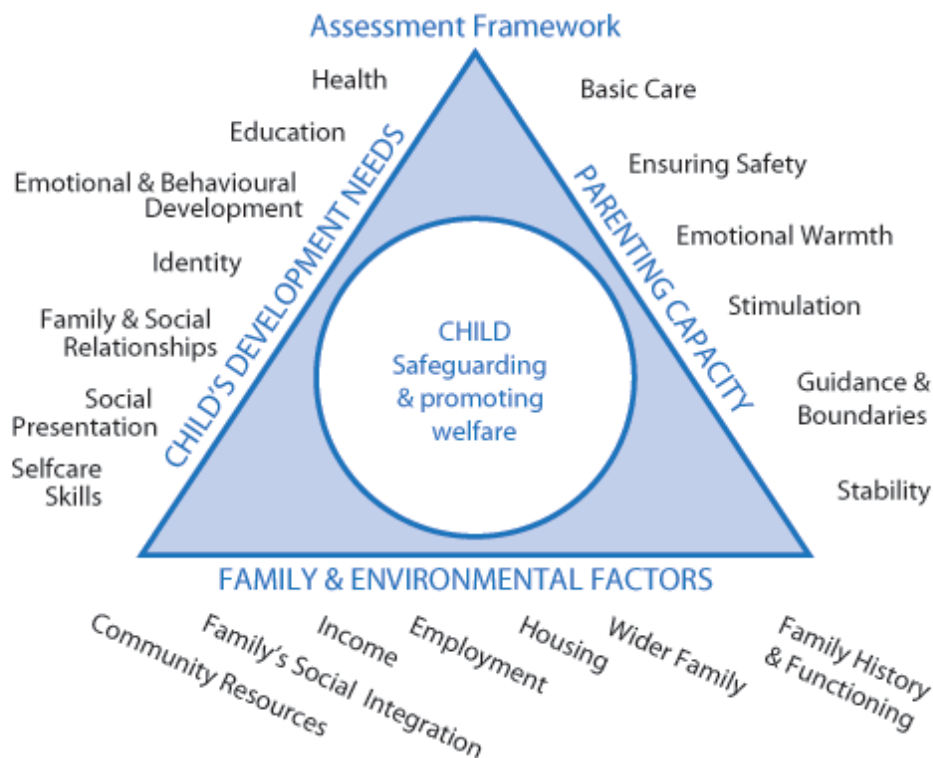 Assessment Framework
Health
Education
Emotional & Behavioural
Development
Identity
Family & Social
Relationships
Social
Presentation
Selfcare
Skills
CHILD'S DEVELOPMENT NEEDS
CHILD
Safeguarding
& promoting
welfare
PARENTING CAPACITY
Basic Care
Ensuring Safety
Emotional Warmth
Stimulation
Guidance &
Boundaries
Stability
FAMILY & ENVIRONMENTAL FACTORS
Community Resources
Family's Social Integration
Income
Employment
Housing
Wider Family
Family History
& Functioning